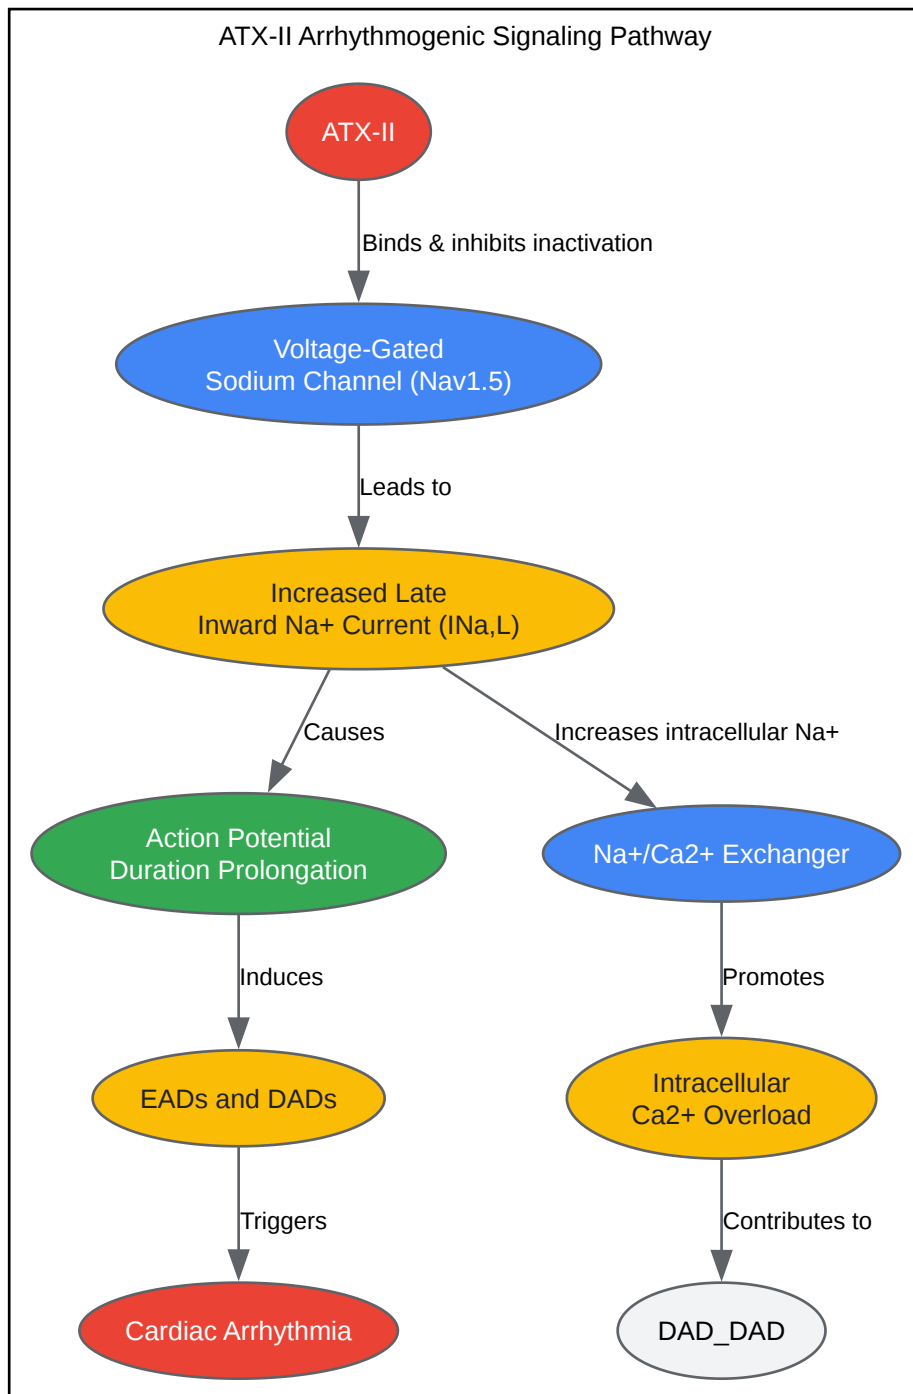 ATX-II Arrhythmogenic Signaling Pathway
ATX-II
Binds & inhibits inactivation
Voltage-Gated
Sodium Channel (Nav1.5)
Leads to
Increased Late
Inward Na+ Current (INa,L)
Causes
Increases intracellular Na+
Action Potential
Duration Prolongation
Na+/Ca2+ Exchanger
Induces
Promotes
EADs and DADs
Intracellular
Ca2+ Overload
Triggers
Contributes to
Cardiac Arrhythmia
DAD_DAD